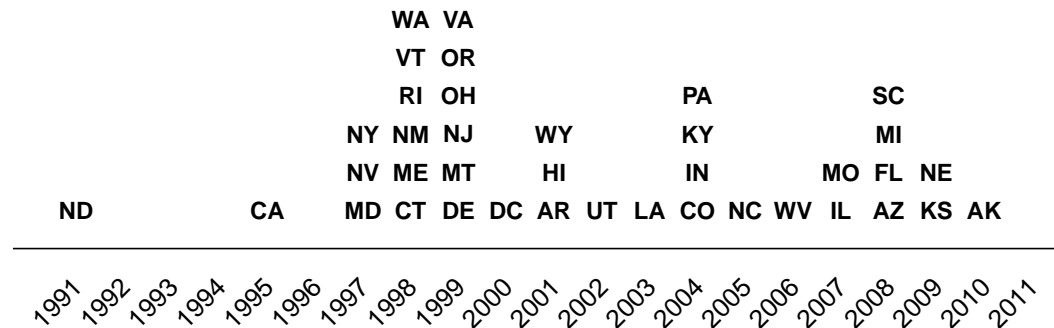 WA VA
VT OR
RI OH PA SC
NY NM NJ WY KY MI
NV ME MT HI IN MO FL NE
ND CA MD CT DE DC AR UT LA CO NC WV IL AZ KS AK
1991 1992 1993 1994 1995 1996 1997 1998 1999 2000 2001 2002 2003 2004 2005 2006 2007 2008 2009 2010 2011